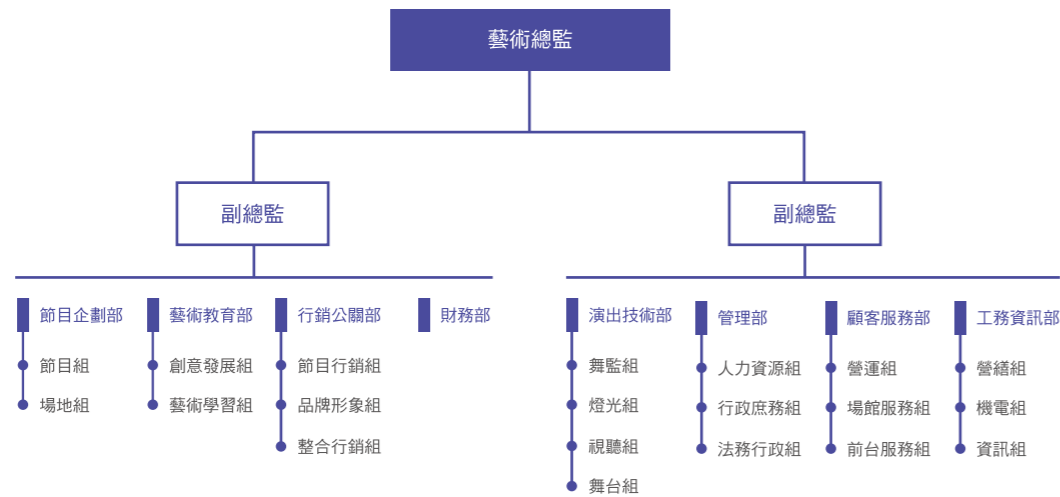 藝術總監
副總監
副總監
節目企劃部
節目組
場地組
藝術教育部
創意發展組
藝術學習組
行銷公關部
節目行銷組
品牌形象組
整合行銷組
財務部
演出技術部
舞監組
燈光組
視聽組
舞台組
管理部
人力資源組
行政庶務組
法務行政組
顧客服務部
營運組
場館服務組
前台服務組
工務資訊部
營繕組
機電組
資訊組